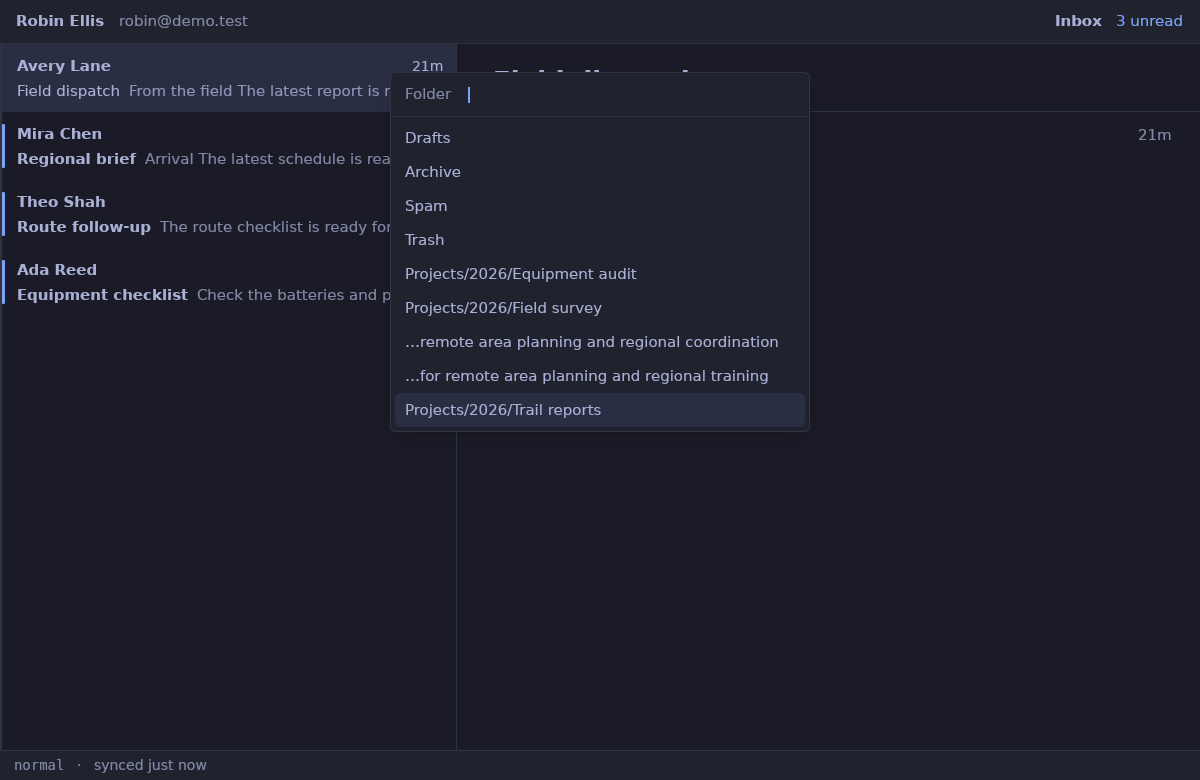 Robin Ellis robin@demo.test
Inbox 3 unread
Avery Lane 21m
Field dispatch From the field The latest report is
Mira Chen
Regional brief Arrival The latest schedule is
Theo Shah
Route follow-up The route checklist is ready for
Ada Reed
Equipment checklist Check the batteries and
Folder
Drafts
Archive
Spam
Trash
Projects/2026/Equipment audit
Projects/2026/Field survey
…remote area planning and regional coordination
…for remote area planning and regional training
Projects/2026/Trail reports
21m
normal · synced just now